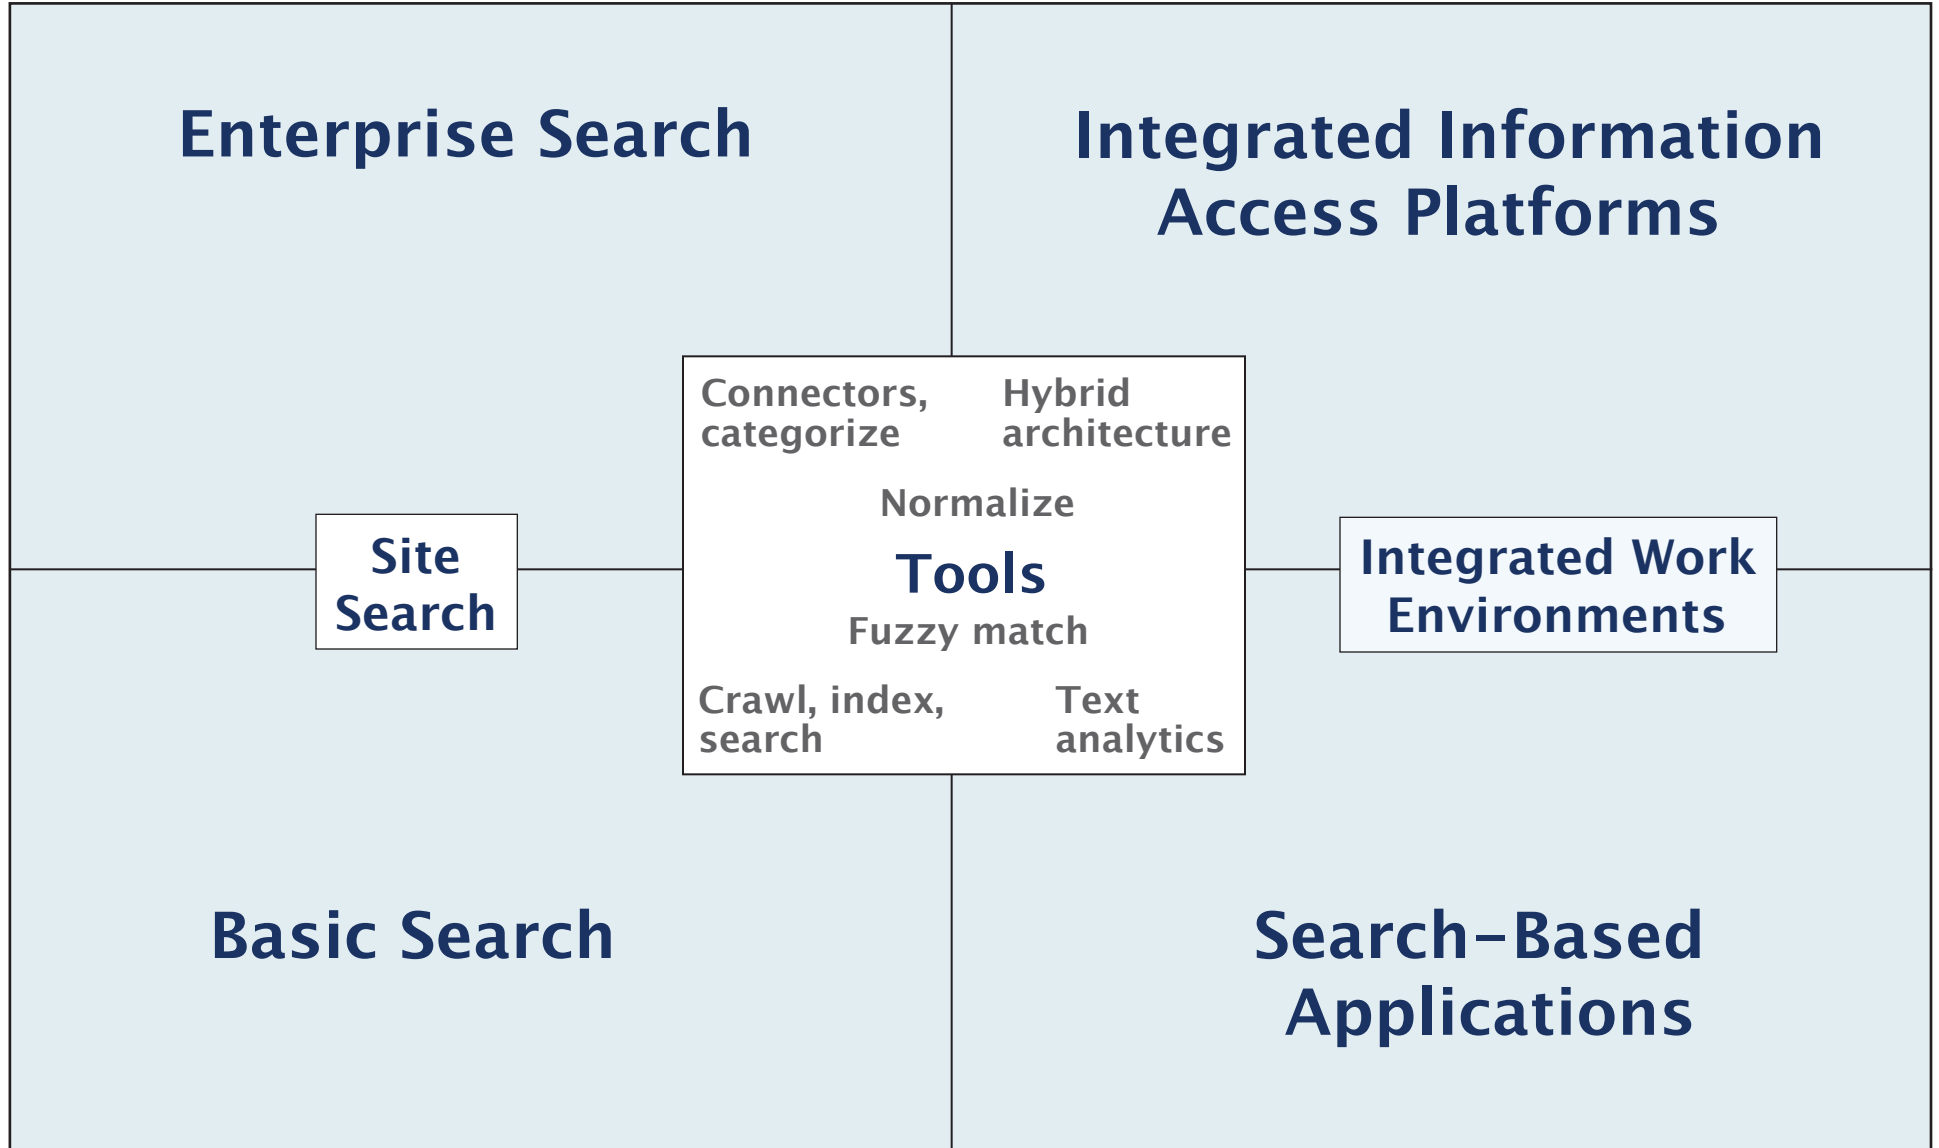 Enterprise Search
Integrated Information
Access Platforms
Connectors,
categorize
Hybrid
architecture
Normalize
Tools
Fuzzy match
Crawl, index,
search
Text
analytics
Site
Search
Integrated Work
Environments
Basic Search
Search–Based
Applications